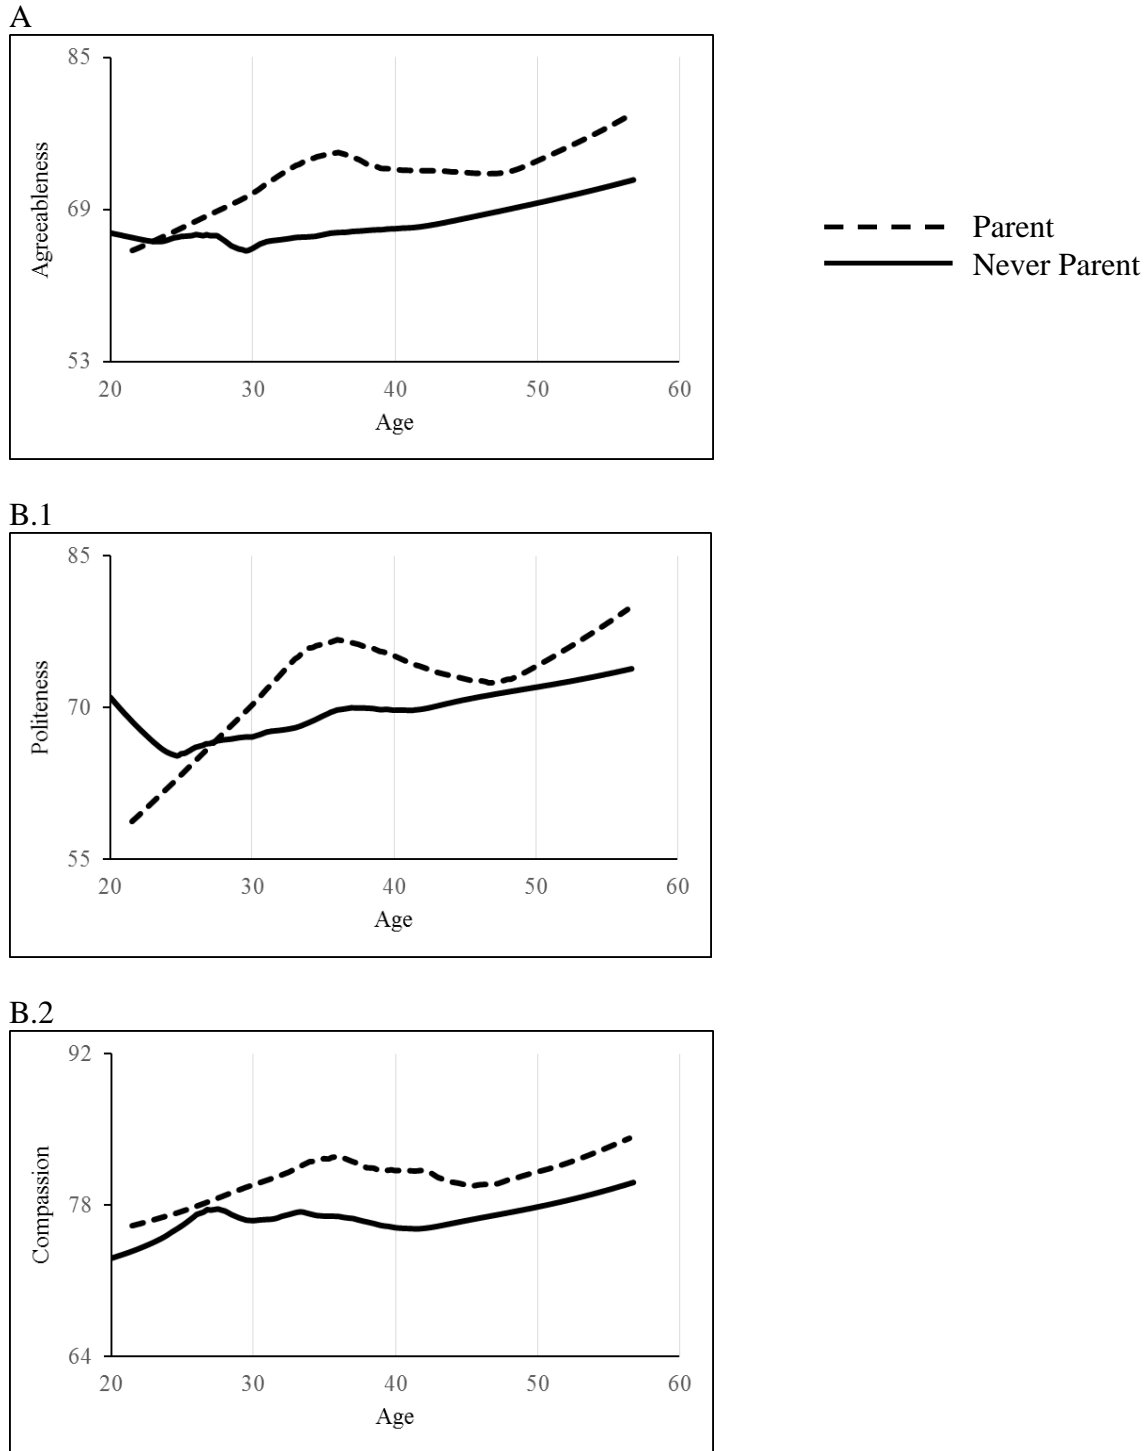 A
85
69
53
Agreeableness
20 30 40 50 60
Age
Parent
Never Parent
B.1
85
70
55
Politeness
20 30 40 50 60
Age
B.2
92
78
64
Compassion
20 30 40 50 60
Age